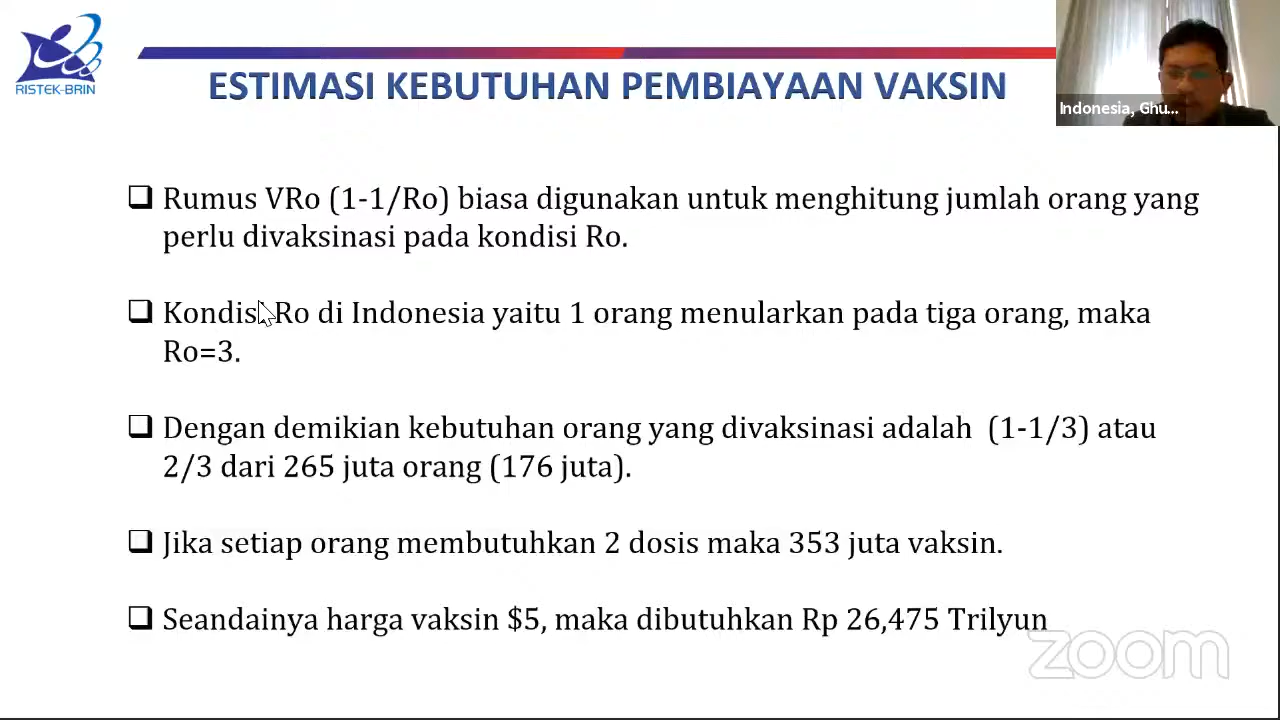 RISTEK-BRIN
ESTIMASI KEBUTUHAN PEMBIAYAAN VAKSIN
Indonesia, Ghu...
❑ Rumus VRo (1-1/Ro) biasa digunakan untuk menghitung jumlah orang yang
perlu divaksinasi pada kondisi Ro.
❑ Kondisi Ro di Indonesia yaitu 1 orang menularkan pada tiga orang, maka
Ro=3.
❑ Dengan demikian kebutuhan orang yang divaksinasi adalah (1-1/3) atau
2/3 dari 265 juta orang (176 juta).
❑ Jika setiap orang membutuhkan 2 dosis maka 353 juta vaksin.
❑ Seandainya harga vaksin $5, maka dibutuhkan Rp 26,475 Trilyun
zoom